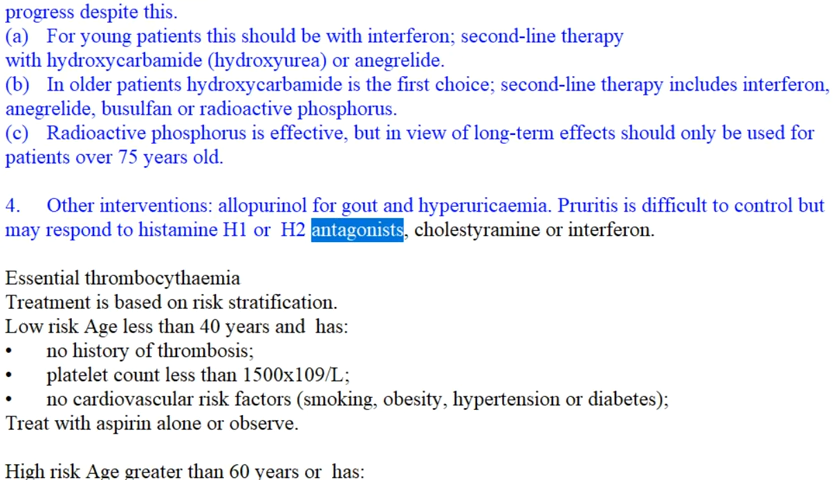 progress despite this.
(a) For young patients this should be with interferon; second-line therapy
with hydroxycarbamide (hydroxyurea) or anegrelide.
(b) In older patients hydroxycarbamide is the first choice; second-line therapy includes interferon,
anegrelide, busulfan or radioactive phosphorus.
(c) Radioactive phosphorus is effective, but in view of long-term effects should only be used for
patients over 75 years old.
4. Other interventions: allopurinol for gout and hyperuricaemia. Pruritis is difficult to control but
may respond to histamine H1 or H2 antagonists, cholestyramine or interferon.
Essential thrombocythaemia
Treatment is based on risk stratification.
Low risk Age less than 40 years and has:
• no history of thrombosis;
• platelet count less than 1500x109/L;
• no cardiovascular risk factors (smoking, obesity, hypertension or diabetes);
Treat with aspirin alone or observe.
High risk Age greater than 60 years or has: